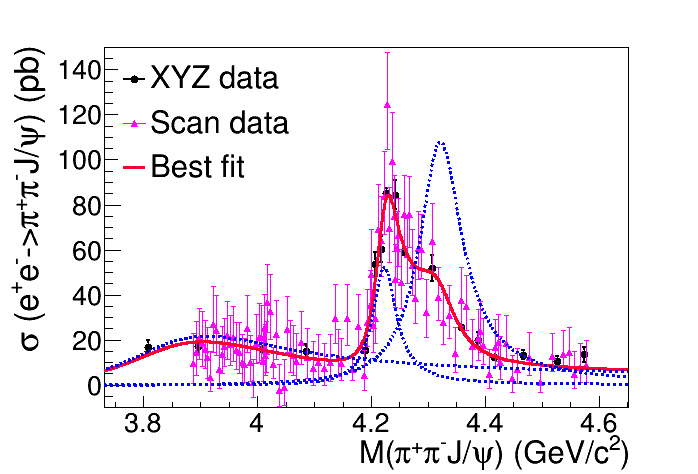 σ (e⁺e⁻->π⁺π⁻J/ψ) (pb)
140
120
100
80
60
40
20
0
XYZ data
Scan data
Best fit
3.8 4 4.2 4.4 4.6
M(π⁺π⁻J/ψ) (GeV/c²)